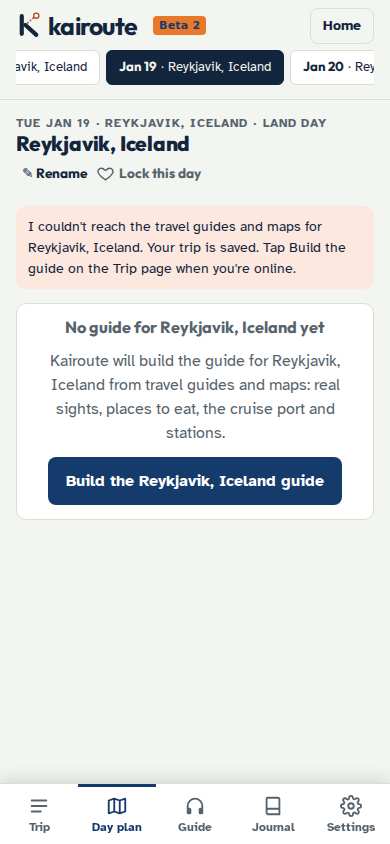 kairoute Beta 2 Home
avik, Iceland Jan 19 · Reykjavik, Iceland Jan 20 · Rey
TUE JAN 19 · REYKJAVIK, ICELAND · LAND DAY
Reykjavik, Iceland
✎ Rename Lock this day
I couldn't reach the travel guides and maps for
Reykjavik, Iceland. Your trip is saved. Tap Build the
guide on the Trip page when you're online.
No guide for Reykjavik, Iceland yet
Kairoute will build the guide for Reykjavik,
Iceland from travel guides and maps: real
sights, places to eat, the cruise port and
stations.
Build the Reykjavik, Iceland guide
Trip Day plan Guide Journal Settings